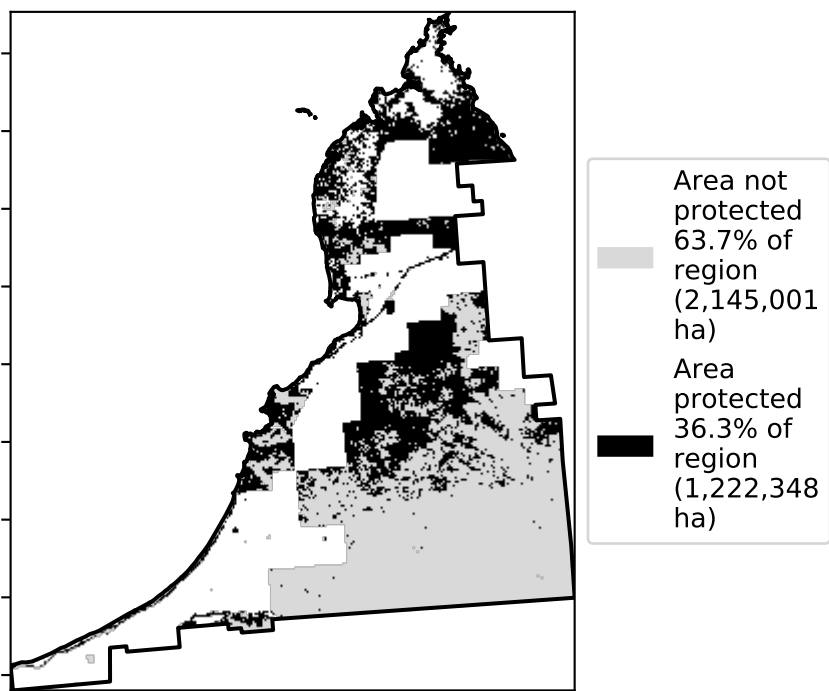 Area not
protected
63.7% of
region
(2,145,001
ha)
Area
protected
36.3% of
region
(1,222,348
ha)